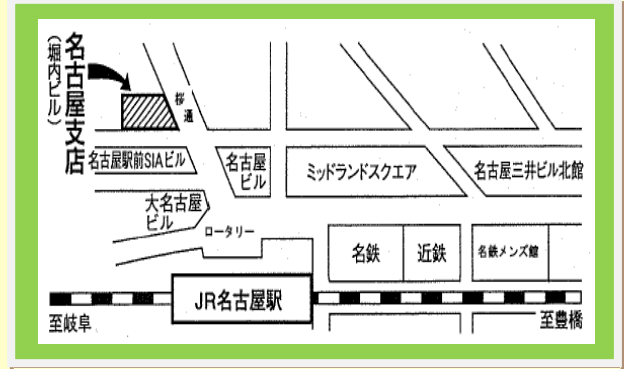 名古屋支店
(堀内ビル)
桜通
名古屋駅前SIAビル
名古屋
ビル
ミッドランドスクエア
名古屋三井ビル北館
大名古屋
ビル
ロータリー
名鉄
近鉄
名鉄メンズ館
JR名古屋駅
至岐阜
至豊橋